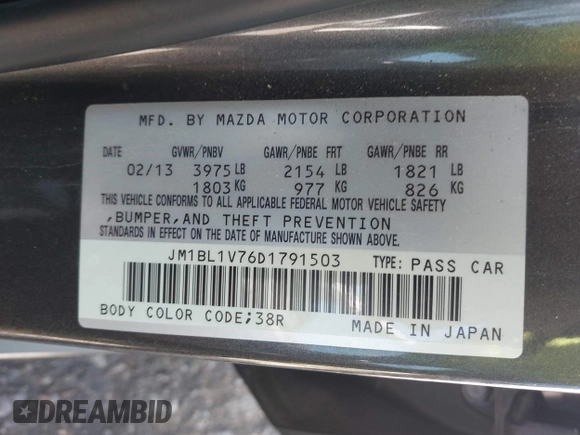 MFD. BY MAZDA MOTOR CORPORATION
DATE GVWR/PNBV GAWR/PNBE FRT GAWR/PNBE RR
02/13 3975 LB 2154 LB 1821 LB
1803 KG 977 KG 826 KG
THIS VEHICLE CONFORMS TO ALL APPLICABLE FEDERAL MOTOR VEHICLE SAFETY
,BUMPER,AND THEFT PREVENTION
STANDARDS IN EFFECT ON THE DATE OF MANUFACTURE SHOWN ABOVE.
JM1BL1V76D1791503 TYPE: PASS CAR
BODY COLOR CODE;38R MADE IN JAPAN
DREAMBID